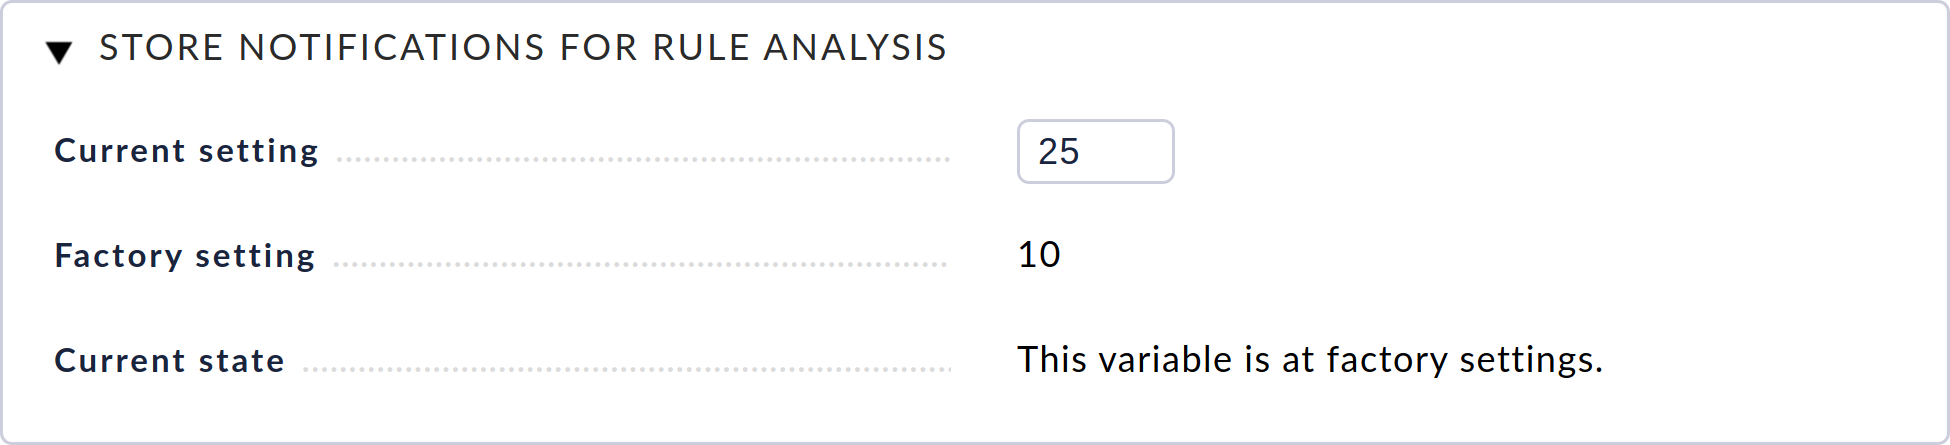 STORE NOTIFICATIONS FOR RULE ANALYSIS
Current setting 25
Factory setting 10
Current state This variable is at factory settings.